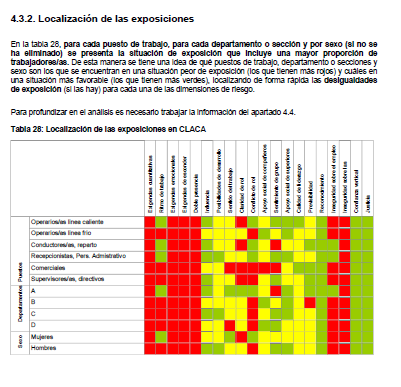 4.3.2. Localización de las exposiciones
En la tabla 28, para cada puesto de trabajo, para cada departamento o sección y por sexo (si no se
ha eliminado) se presenta la situación de exposición que incluye una mayor proporción de
trabajadores/as. De esta manera se tiene una idea de qué puestos de trabajo, departamento o secciones y
sexo son los que se encuentran en una situación peor de exposición (los que tienen más rojos) y cuáles en
una situación más favorable (los que tienen más verdes), localizando de forma rápida las desigualdades
de exposición (si las hay) para cada una de las dimensiones de riesgo.
Para profundizar en el análisis es necesario trabajar la información del apartado 4.4.
Tabla 28: Localización de las exposiciones en CLACA
Exigencias cuantitativas
Ritmo de trabajo
Exigencias emocionales
Exigencias de esconder
Doble presencia
Influencia
Posibilidades de desarrollo
Sentido del trabajo
Claridad de rol
Conflicto de rol
Apoyo social de compañeros
Sentimiento de grupo
Apoyo social de superiores
Calidad de liderazgo
Previsibilidad
Reconocimiento
Inseguridad sobre el empleo
Inseguridad sobre las
Confianza vertical
Justicia
Puestos
Operarios/as línea caliente
Operarios/as línea frío
Conductores/as, reparto
Recepcionistas, Pers. Administrativo
Comerciales
Supervisores/as, directivos
Departamentos
A
B
C
D
Sexo
Mujeres
Hombres